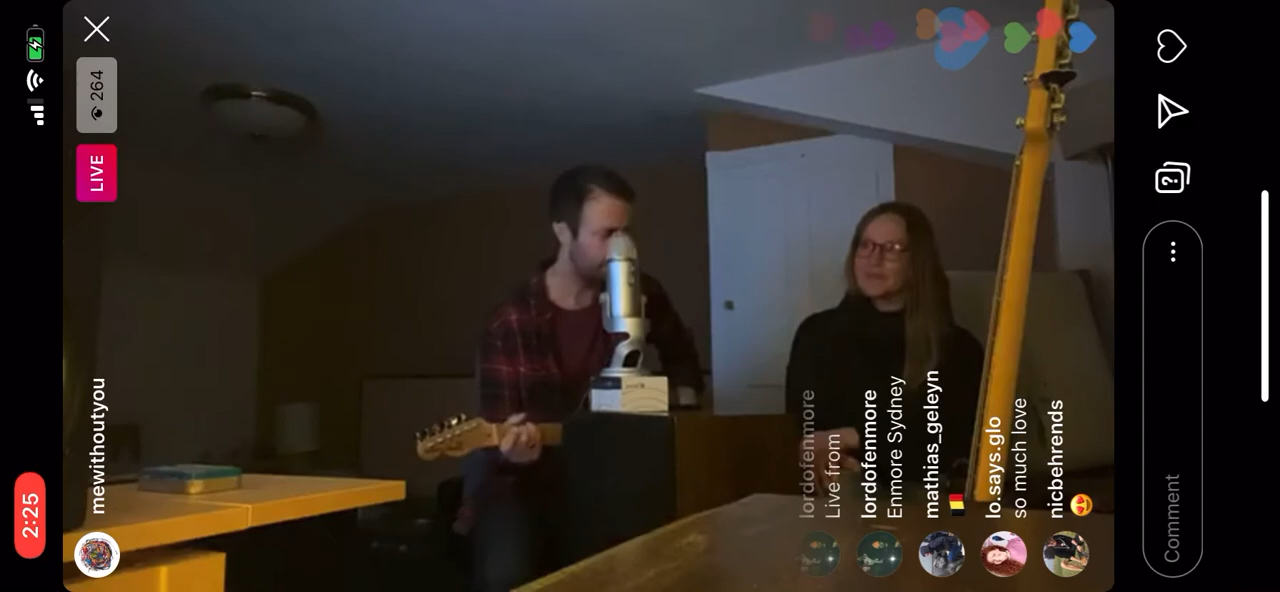 2:25
mewithoutyou
LIVE
264
lordofenmore
Live from
lordofenmore
Enmore Sydney
mathias_geleyn
lo.says.glo
so much love
nicbehrends
Comment